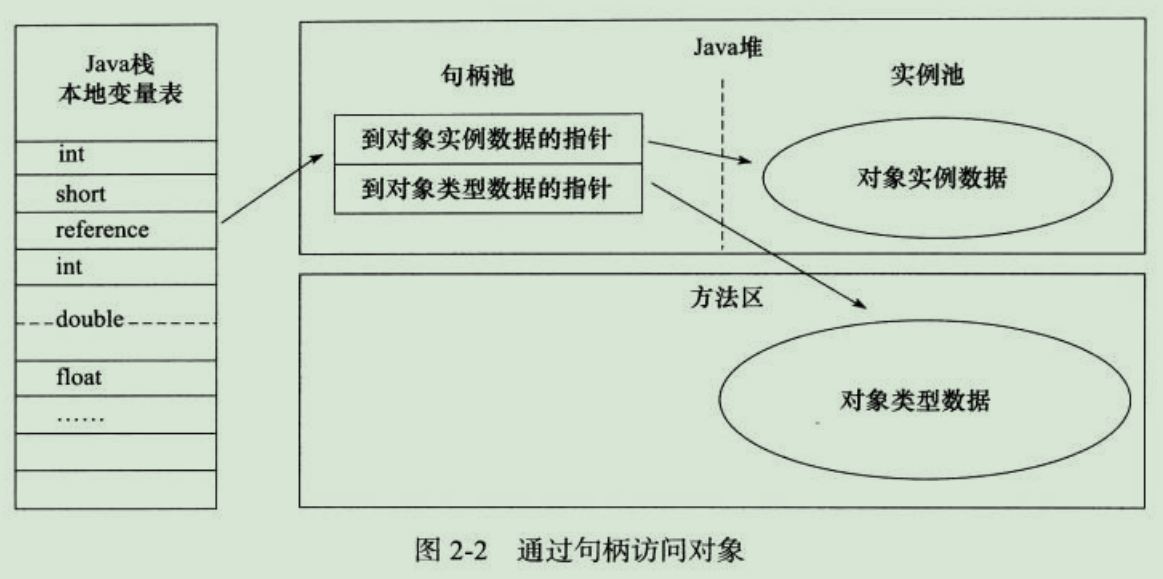 Java栈
本地变量表
int
short
reference
int
double
float
……
Java堆
句柄池
实例池
到对象实例数据的指针
到对象类型数据的指针
对象实例数据
方法区
对象类型数据
图 2-2 通过句柄访问对象